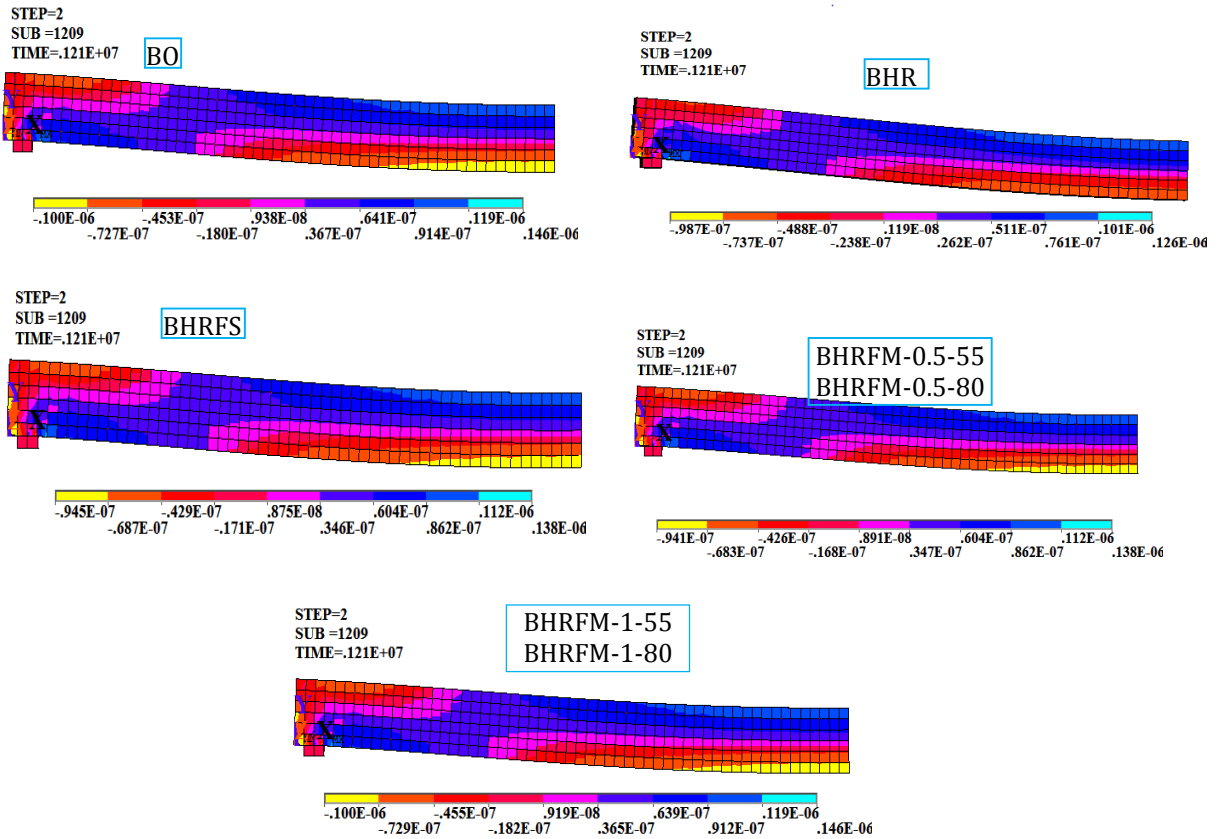 STEP=2
SUB =1209
TIME=.121E+07
BO
X
-.100E-06 -.453E-07 .938E-08 .641E-07 .119E-06
-.727E-07 -.180E-07 .367E-07 .914E-07 .146E-06
STEP=2
SUB =1209
TIME=.121E+07
BHR
X
-.987E-07 -.488E-07 .119E-08 .511E-07 .101E-06
-.737E-07 -.238E-07 .262E-07 .761E-07 .126E-06
STEP=2
SUB =1209
TIME=.121E+07
BHRFS
X
-.945E-07 -.429E-07 .875E-08 .604E-07 .112E-06
-.687E-07 -.171E-07 .346E-07 .862E-07 .138E-06
STEP=2
SUB =1209
TIME=.121E+07
BHRFM-0.5-55
BHRFM-0.5-80
X
-.941E-07 -.426E-07 .891E-08 .604E-07 .112E-06
-.683E-07 -.168E-07 .347E-07 .862E-07 .138E-06
STEP=2
SUB =1209
TIME=.121E+07
BHRFM-1-55
BHRFM-1-80
X
-.100E-06 -.455E-07 .919E-08 .639E-07 .119E-06
-.729E-07 -.182E-07 .365E-07 .912E-07 .146E-06